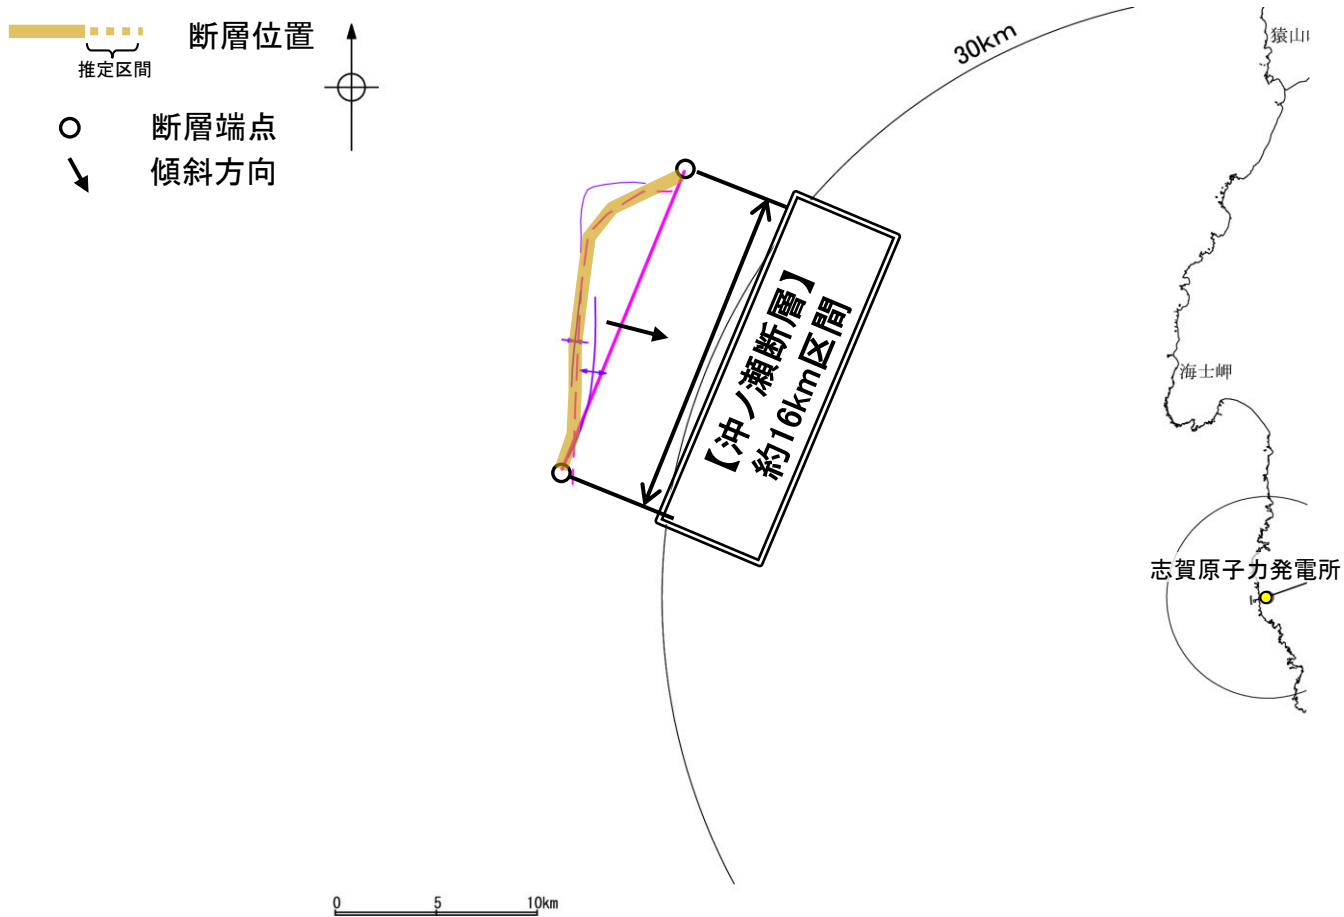 断層位置
推定区間
断層端点
傾斜方向
30km
猿山
【沖ノ瀬断層】
約16km区間
海士岬
志賀原子力発電所
0 5 10km